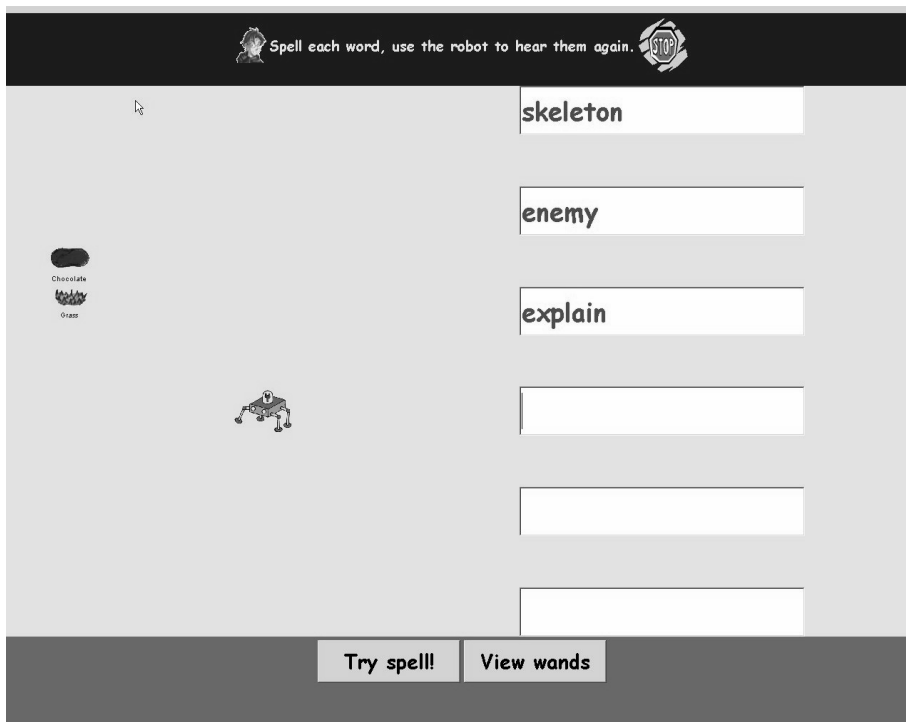 Spell each word, use the robot to hear them again.
STOP
skeleton
enemy
Chocolate
Grass
explain
Try spell!
View wands